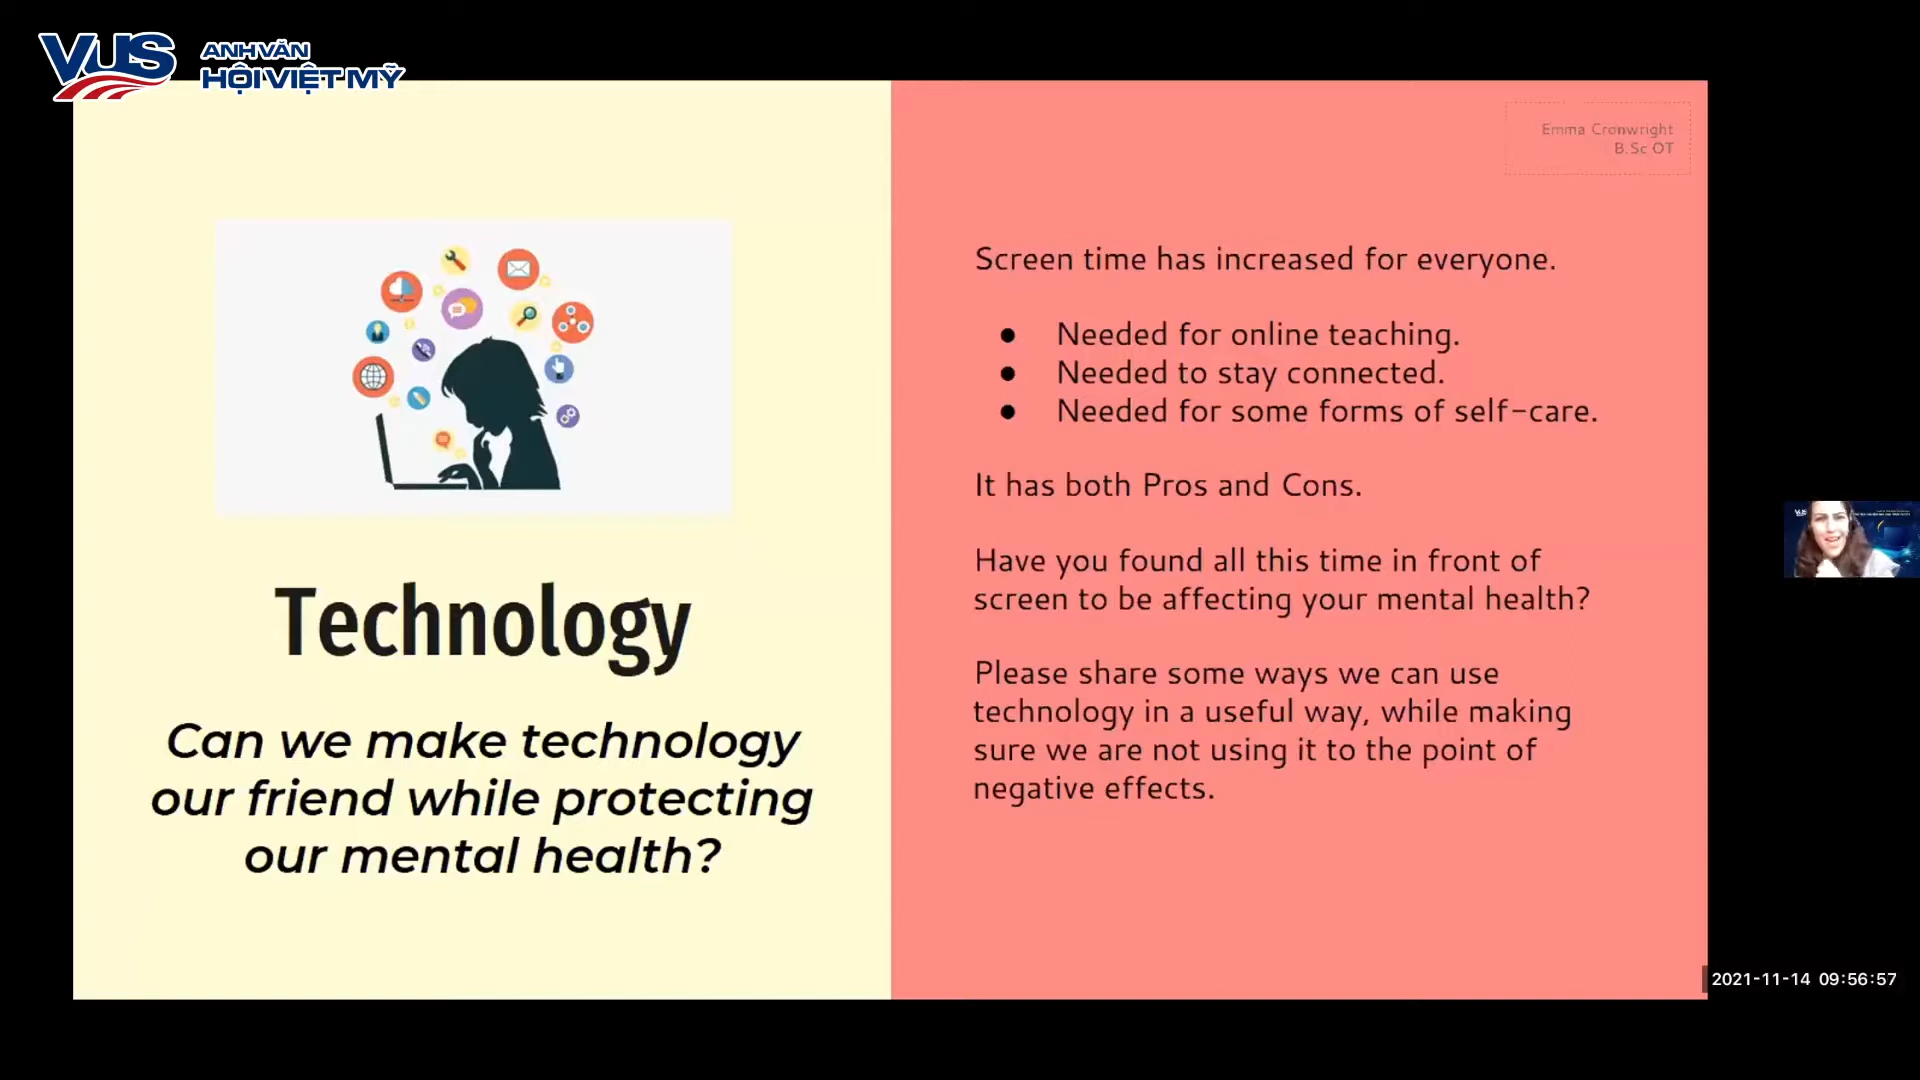 VUS
ANH VĂN
HỘI VIỆT MỸ
Technology
Can we make technology
our friend while protecting
our mental health?
Emma Cronwright
B.Sc OT
Screen time has increased for everyone.
● Needed for online teaching.
● Needed to stay connected.
● Needed for some forms of self-care.
It has both Pros and Cons.
Have you found all this time in front of
screen to be affecting your mental health?
Please share some ways we can use
technology in a useful way, while making
sure we are not using it to the point of
negative effects.
2021-11-14 09:56:57